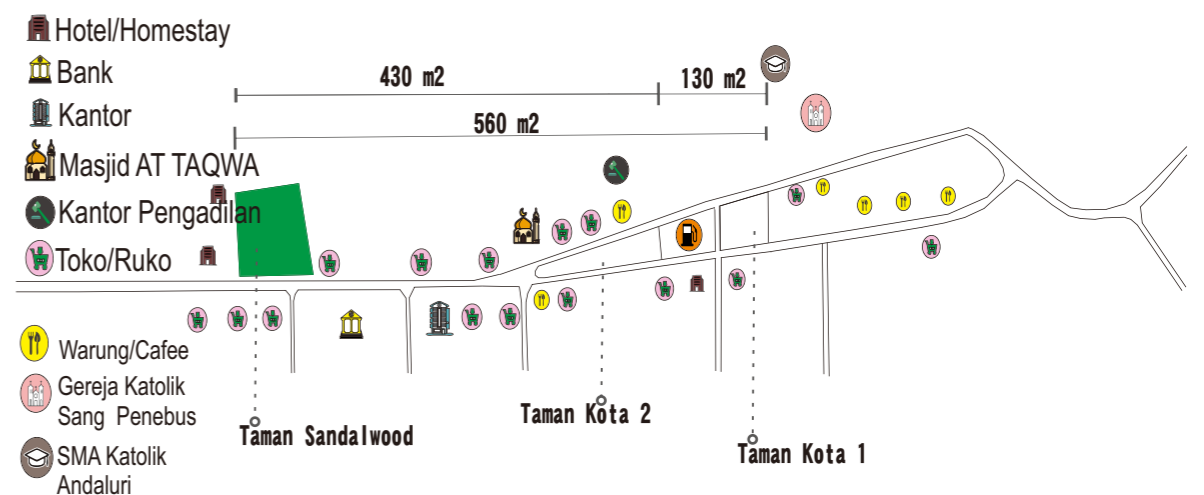 Hotel/Homestay
Bank
Kantor
Masjid AT TAQWA
Kantor Pengadilan
Toko/Ruko
Warung/Cafee
Gereja Katolik
Sang Penebus
SMA Katolik
Andaluri
430 m2
130 m2
560 m2
Taman Sandalwood
Taman Kota 2
Taman Kota 1